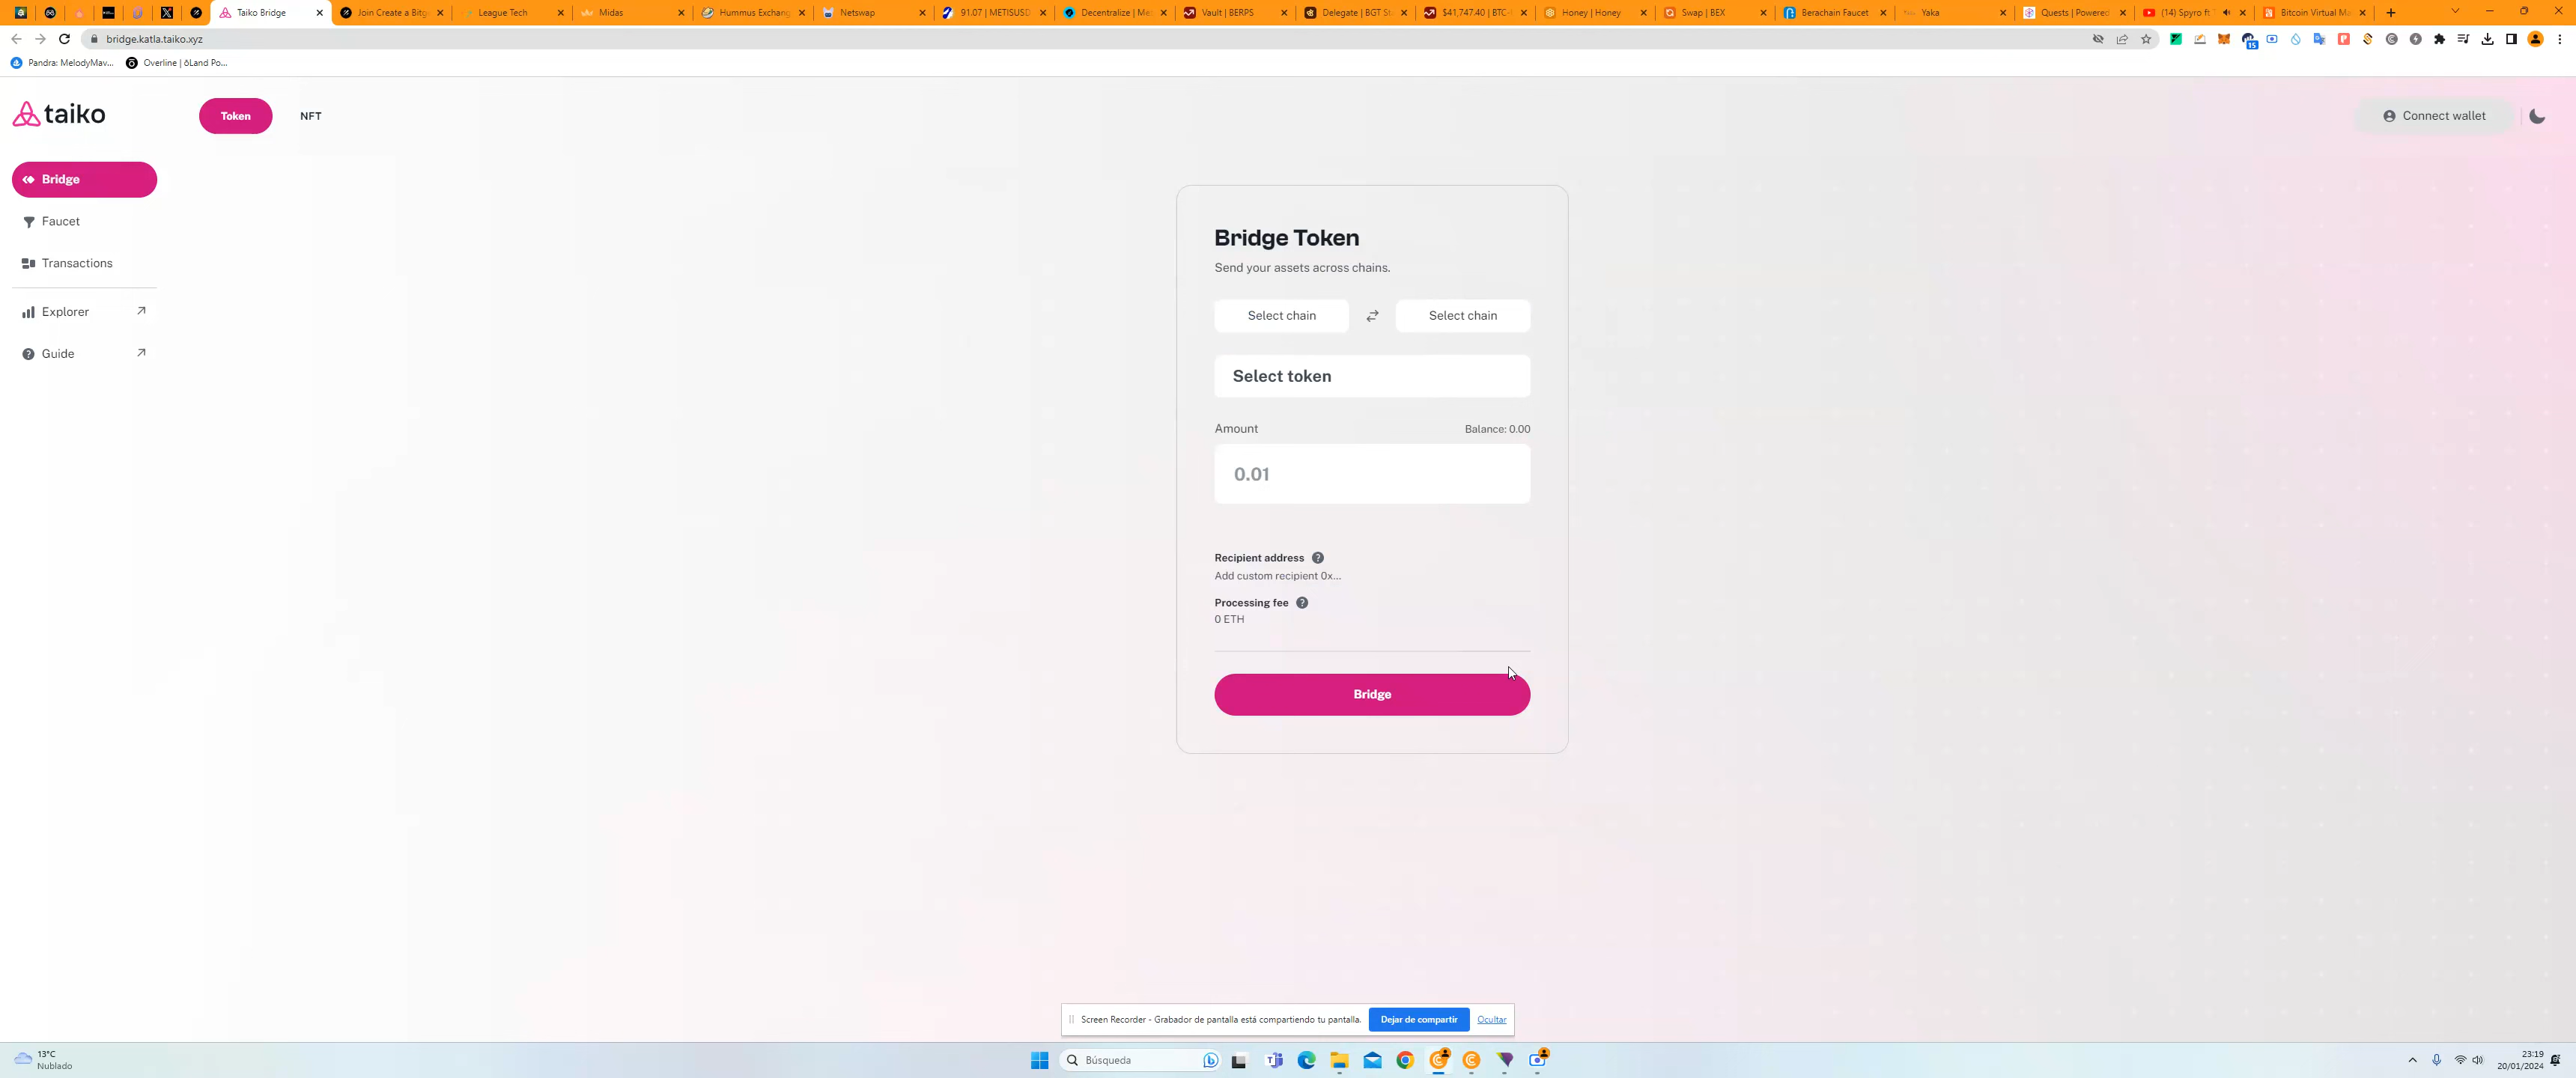 Taiko Bridge
Join Create a Bitg
League Tech
Midas
Hummus Exchang
Netswap
91.07 | METISUSD
Decentralize | Me
Vault | BERPS
Delegate | BGT St
$41,747.40 | BTC-
Honey | Honey
Swap | BEX
Berachain Faucet
Yaka
Quests | Powered
(14) Spyro ft
Bitcoin Virtual Ma
bridge.katla.taiko.xyz
15
Pandra: MelodyMav...
Overline | ōLand Po...
taiko
Token
NFT
Connect wallet
Bridge
Faucet
Transactions
Explorer
Guide
Bridge Token
Send your assets across chains.
Select chain
Select chain
Select token
Amount
Balance: 0.00
0.01
Recipient address
Add custom recipient 0x...
Processing fee
0 ETH
Bridge
Screen Recorder - Grabador de pantalla está compartiendo tu pantalla.
Dejar de compartir
Ocultar
13°C
Nublado
Búsqueda
23:19
20/01/2024